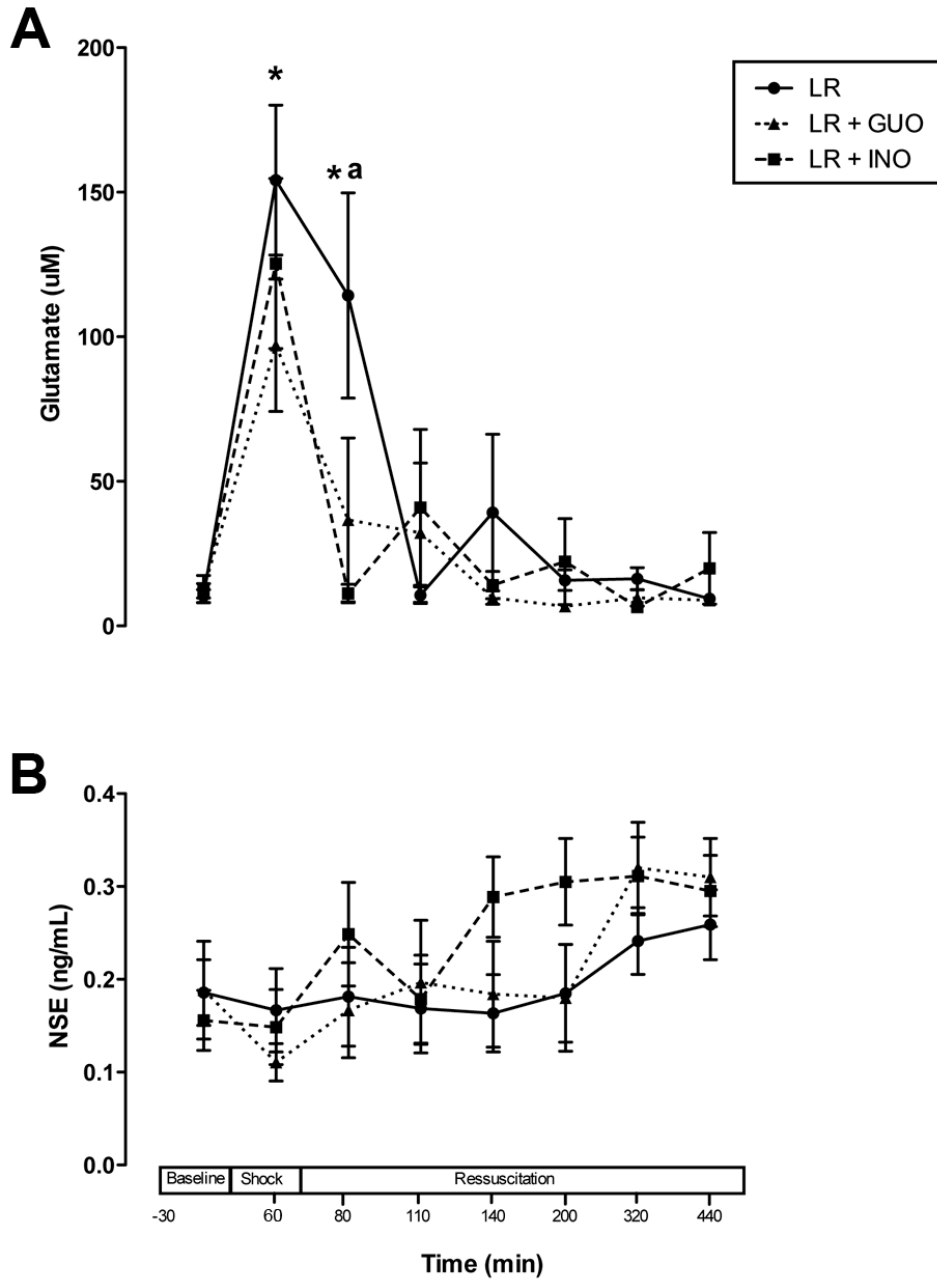 A
200
150
100
50
0
Glutamate (uM)
*
* a
LR
LR + GUO
LR + INO
B
0.4
0.3
0.2
0.1
0.0
NSE (ng/mL)
Baseline Shock Ressuscitation
-30 60 80 110 140 200 320 440
Time (min)